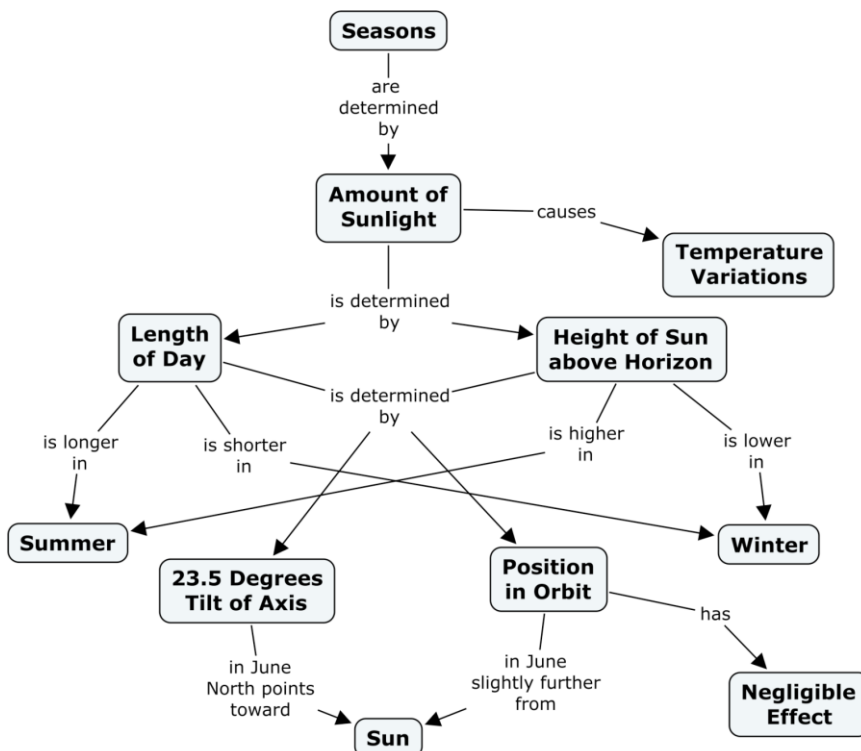 Seasons
are
determined
by
Amount of
Sunlight
causes
Temperature
Variations
is determined
by
Length
of Day
Height of Sun
above Horizon
is determined
by
is longer
in
is shorter
in
is higher
in
is lower
in
Summer
Winter
23.5 Degrees
Tilt of Axis
Position
in Orbit
has
in June
North points
toward
in June
slightly further
from
Negligible
Effect
Sun